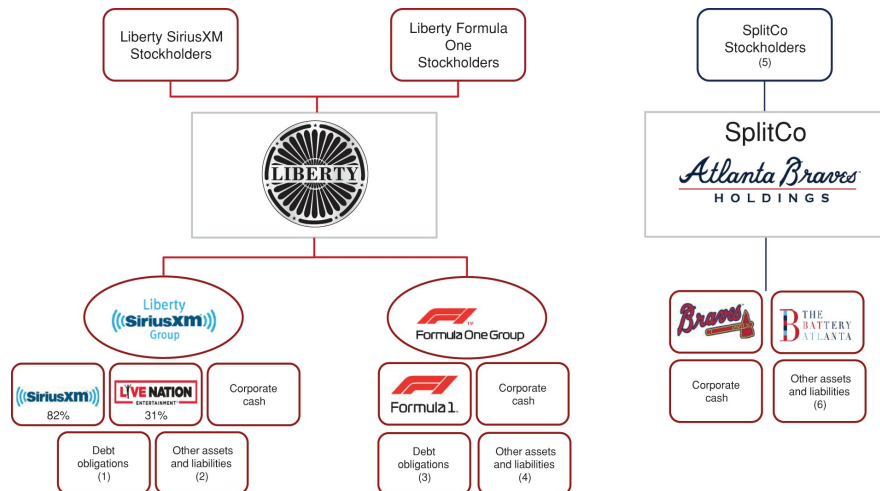 Liberty SiriusXM
Stockholders
Liberty Formula
One
Stockholders
SplitCo
Stockholders
(5)
LIBERTY
SplitCo
Atlanta Braves
HOLDINGS
Liberty
SiriusXM
Group
F1
TM
Formula One Group
Braves
THE
BATTERY
ATLANTA
SiriusXM
82%
LIVE NATION
ENTERTAINMENT
31%
Corporate
cash
F1
Formula 1
Corporate
cash
Corporate
cash
Other assets
and liabilities
(6)
Debt
obligations
(1)
Other assets
and liabilities
(2)
Debt
obligations
(3)
Other assets
and liabilities
(4)